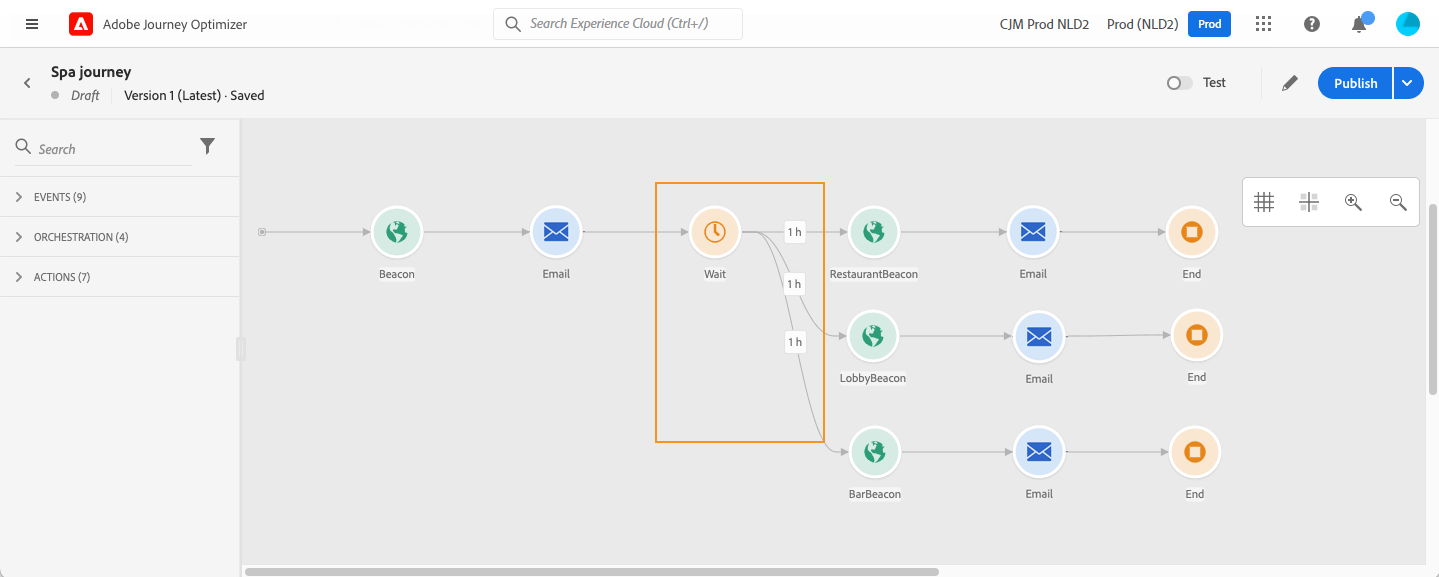 Adobe Journey Optimizer
Search Experience Cloud (Ctrl+/)
CJM Prod NLD2
Prod (NLD2)
Prod
Spa journey
Draft
Version 1 (Latest) · Saved
Test
Publish
Search
EVENTS (9)
ORCHESTRATION (4)
ACTIONS (7)
1 h
Beacon
Email
Wait
RestaurantBeacon
Email
End
1 h
1 h
LobbyBeacon
Email
End
BarBeacon
Email
End